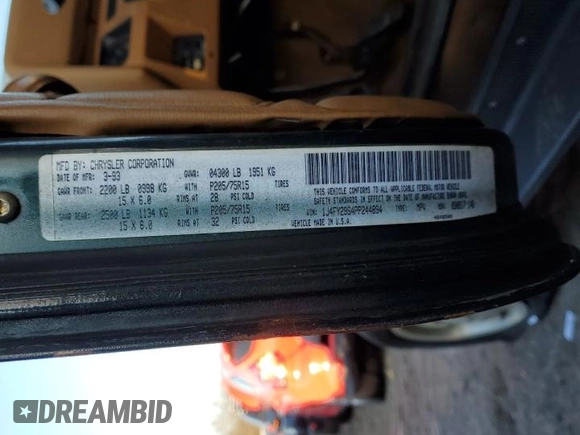 MFD BY: CHRYSLER CORPORATION
DATE OF MFR: 3-93 GVWR: 04300 LB 1951 KG
GAWR FRONT: 2200 LB 0998 KG WITH P205/75R15 TIRES
15 X 6.0 RIMS AT 28 PSI COLD
GAWR REAR: 2500 LB 1134 KG WITH P205/75R15 TIRES
15 X 6.0 RIMS AT 32 PSI COLD
THIS VEHICLE CONFORMS TO ALL APPLICABLE FEDERAL MOTOR VEHICLE
SAFETY STANDARDS IN EFFECT ON THE DATE OF MANUFACTURE SHOWN ABOVE.
VIN: TYPE: MPV
VEHICLE MADE IN U.S.A.
DREAMBID